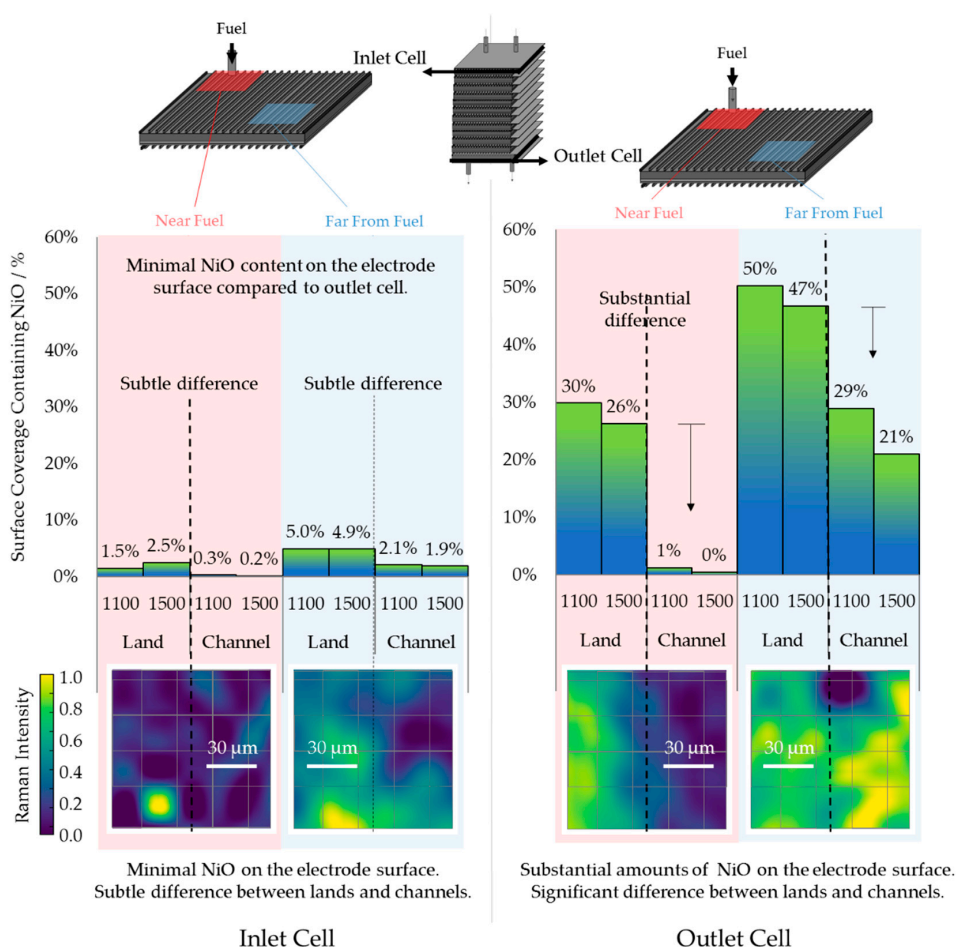 Fuel
Inlet Cell
Outlet Cell
Fuel
Near Fuel
Far From Fuel
Near Fuel
Far From Fuel
Surface Coverage Containing NiO / %
60%
50%
40%
30%
20%
10%
0%
Minimal NiO content on the electrode
surface compared to outlet cell.
Subtle difference
Subtle difference
1.5%
2.5%
0.3%
0.2%
5.0%
4.9%
2.1%
1.9%
1100 1500 1100 1500 1100 1500 1100 1500
Land Channel Land Channel
60%
50%
40%
30%
20%
10%
0%
Substantial
difference
30%
26%
1%
0%
50%
47%
29%
21%
1100 1500 1100 1500 1100 1500 1100 1500
Land Channel Land Channel
Raman Intensity
1.0
0.8
0.6
0.4
0.2
0.0
30 µm
30 µm
30 µm
30 µm
Minimal NiO on the electrode surface.
Subtle difference between lands and channels.
Substantial amounts of NiO on the electrode surface.
Significant difference between lands and channels.
Inlet Cell
Outlet Cell